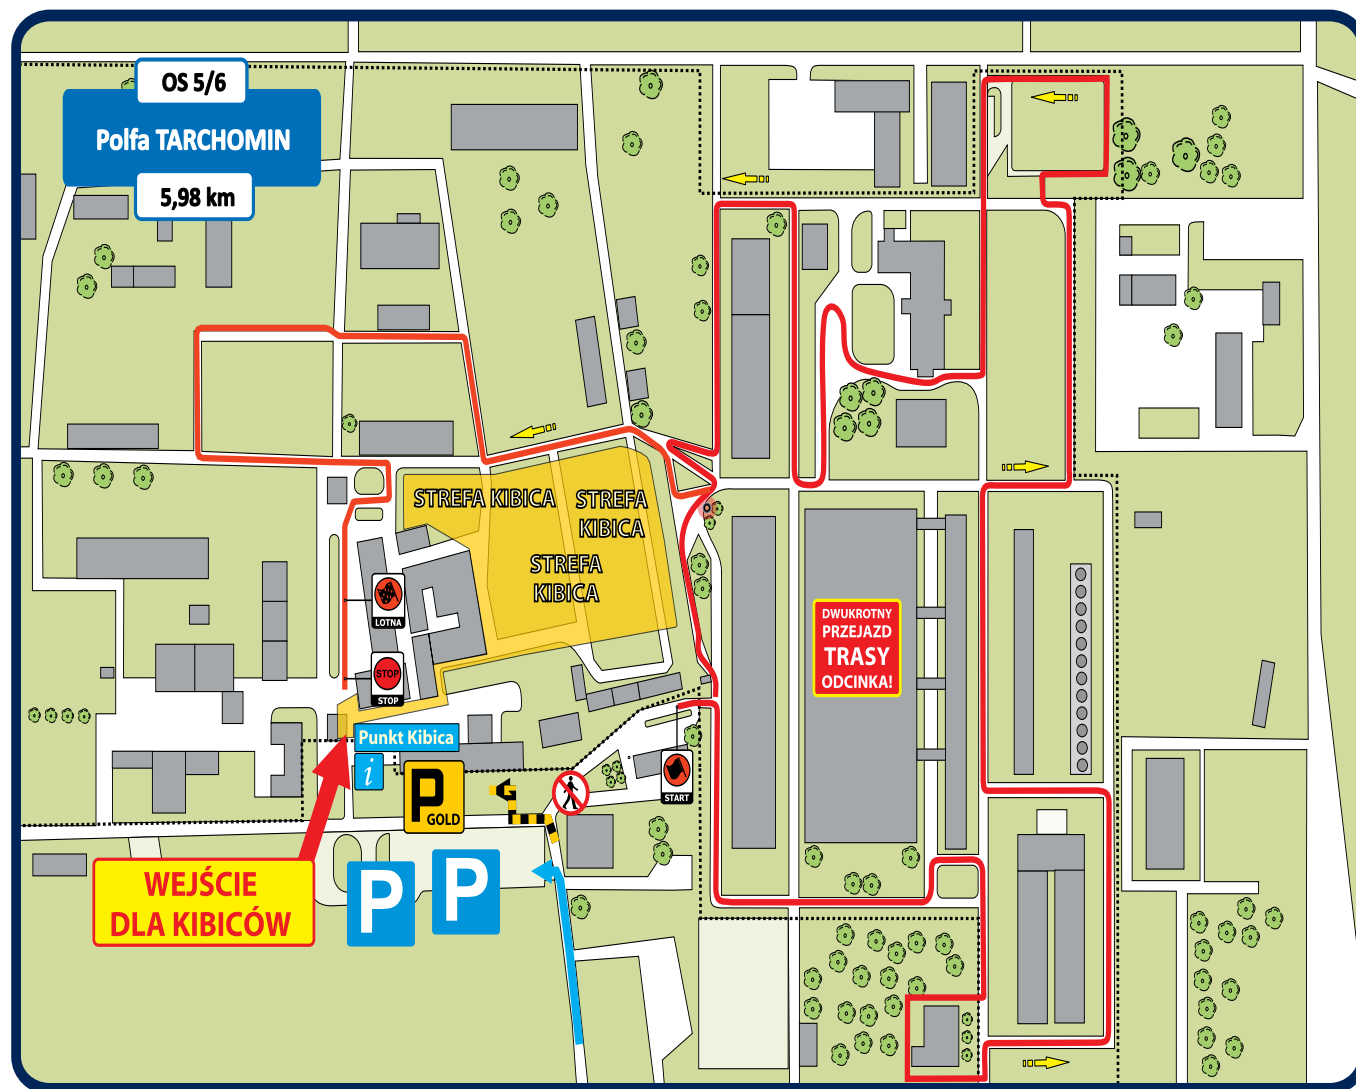 OS 5/6
Polfa TARCHOMIN
5,98 km
STREFA KIBICA
STREFA
KIBICA
STREFA
KIBICA
LOTNA
STOP
STOP
DWUKROTNY
PRZEJAZD
TRASY
ODCINKA!
Punkt Kibica
i
P
GOLD
START
WEJŚCIE
DLA KIBICÓW
P
P